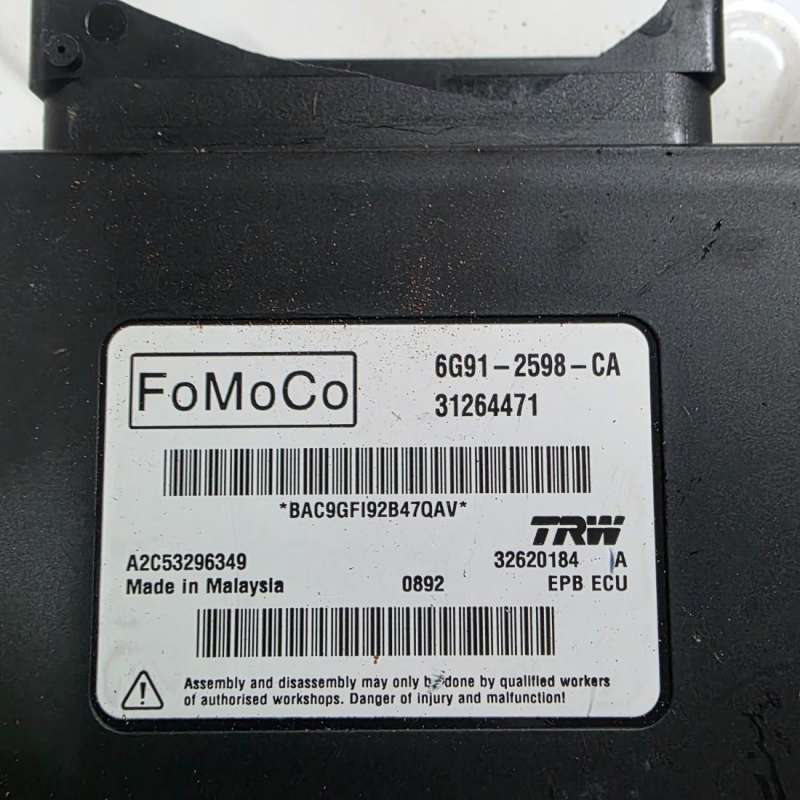 FoMoCo
6G91-2598-CA
31264471
*BAC9GFI92B47QAV*
TRW
A2C53296349
32620184 A
Made in Malaysia
0892
EPB ECU
Assembly and disassembly may only be done by qualified workers
of authorised workshops. Danger of injury and malfunction!